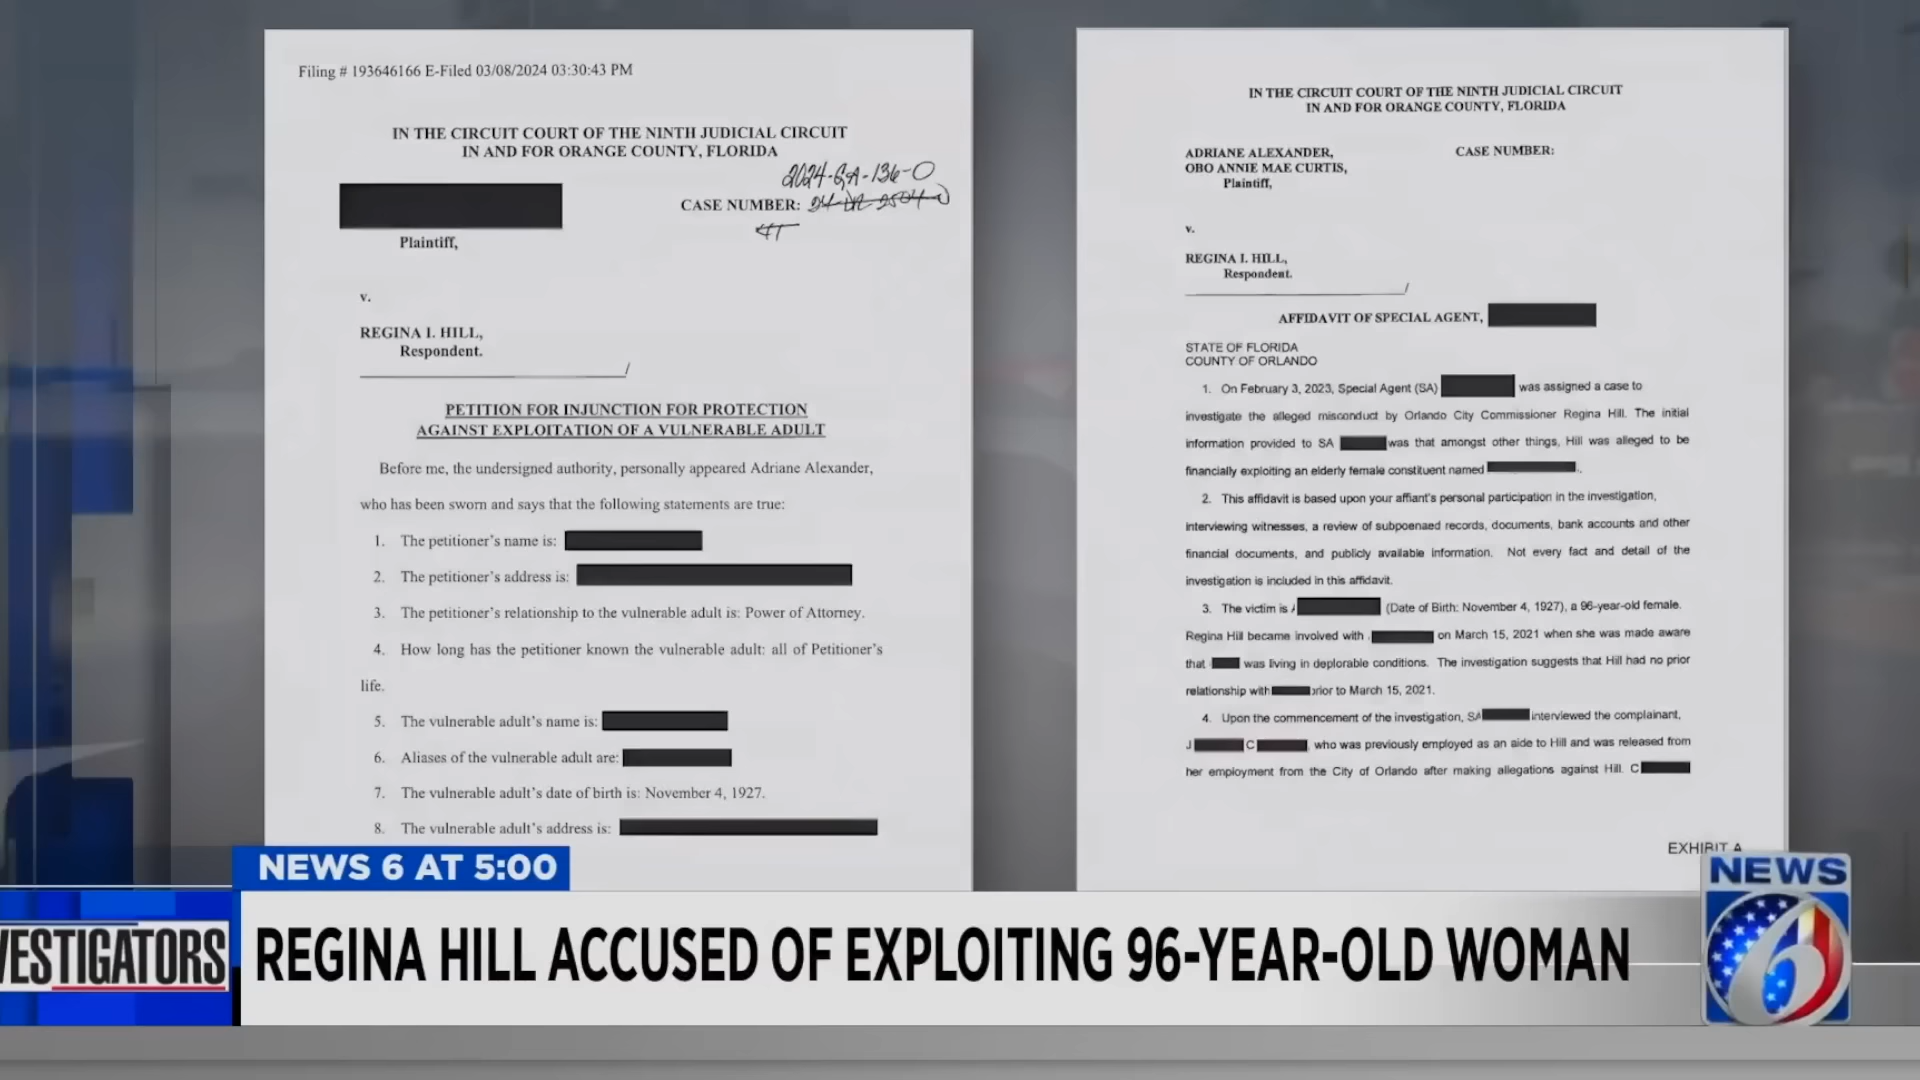 Filing # 193646166 E-Filed 03/08/2024 03:30:43 PM
IN THE CIRCUIT COURT OF THE NINTH JUDICIAL CIRCUIT
IN AND FOR ORANGE COUNTY, FLORIDA
2024-GA-136-O
CASE NUMBER:
Plaintiff,
v.
REGINA I. HILL,
Respondent.
/
PETITION FOR INJUNCTION FOR PROTECTION
AGAINST EXPLOITATION OF A VULNERABLE ADULT
Before me, the undersigned authority, personally appeared Adriane Alexander,
who has been sworn and says that the following statements are true:
1. The petitioner's name is:
2. The petitioner's address is:
3. The petitioner's relationship to the vulnerable adult is: Power of Attorney.
4. How long has the petitioner known the vulnerable adult: all of Petitioner's
life.
5. The vulnerable adult's name is:
6. Aliases of the vulnerable adult are:
7. The vulnerable adult's date of birth is: November 4, 1927.
8. The vulnerable adult's address is:
IN THE CIRCUIT COURT OF THE NINTH JUDICIAL CIRCUIT
IN AND FOR ORANGE COUNTY, FLORIDA
ADRIANE ALEXANDER,
CASE NUMBER:
OBO ANNIE MAE CURTIS,
Plaintiff,
v.
REGINA I. HILL,
Respondent.
/
AFFIDAVIT OF SPECIAL AGENT,
STATE OF FLORIDA
COUNTY OF ORLANDO
1. On February 3, 2023, Special Agent (SA) was assigned a case to
investigate the alleged misconduct by Orlando City Commissioner Regina Hill. The initial
information provided to SA was that amongst other things, Hill was alleged to be
financially exploiting an elderly female constituent named .
2. This affidavit is based upon your affiant's personal participation in the investigation,
interviewing witnesses, a review of subpoenaed records, documents, bank accounts and other
financial documents, and publicly available information. Not every fact and detail of the
investigation is included in this affidavit.
3. The victim is (Date of Birth: November 4, 1927), a 96-year-old female.
Regina Hill became involved with on March 15, 2021 when she was made aware
that was living in deplorable conditions. The investigation suggests that Hill had no prior
relationship with prior to March 15, 2021.
4. Upon the commencement of the investigation, SA interviewed the complainant,
J C , who was previously employed as an aide to Hill and was released from
her employment from the City of Orlando after making allegations against Hill. C
EXHIBIT A
NEWS 6 AT 5:00
VESTIGATORS
REGINA HILL ACCUSED OF EXPLOITING 96-YEAR-OLD WOMAN
NEWS
6